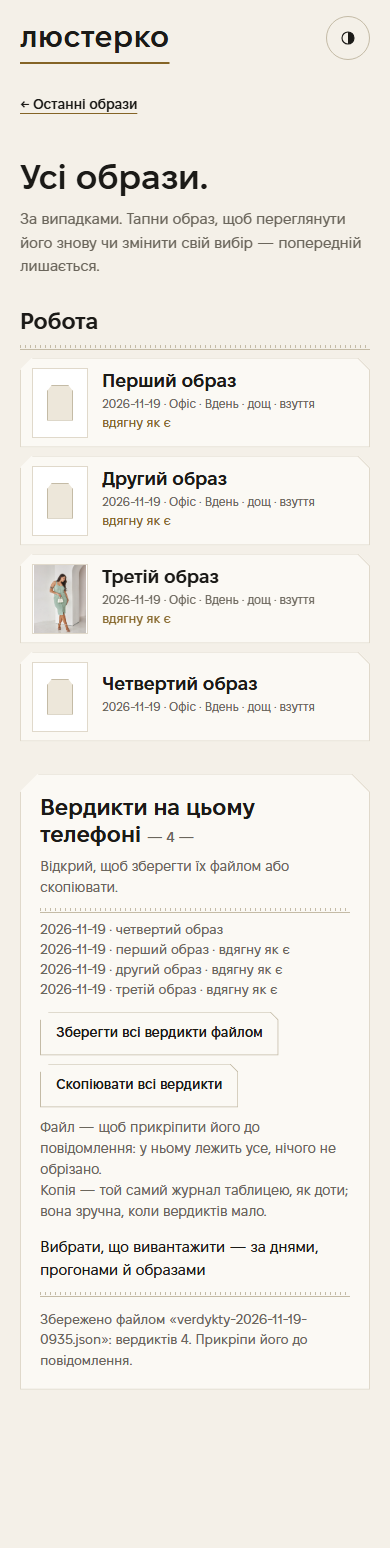 люстерко
← Останні образи
Усі образи.
За випадками. Тапни образ, щоб переглянути
його знову чи змінити свій вибір — попередній
лишається.
Робота
Перший образ
2026-11-19 · Офіс · Вдень · дощ · взуття
вдягну як є
Другий образ
2026-11-19 · Офіс · Вдень · дощ · взуття
вдягну як є
Третій образ
2026-11-19 · Офіс · Вдень · дощ · взуття
вдягну як є
Четвертий образ
2026-11-19 · Офіс · Вдень · дощ · взуття
Вердикти на цьому
телефоні — 4 —
Відкрий, щоб зберегти їх файлом або
скопіювати.
2026-11-19 · четвертий образ
2026-11-19 · перший образ · вдягну як є
2026-11-19 · другий образ · вдягну як є
2026-11-19 · третій образ · вдягну як є
Зберегти всі вердикти файлом
Скопіювати всі вердикти
Файл — щоб прикріпити його до
повідомлення: у ньому лежить усе, нічого не
обрізано.
Копія — той самий журнал таблицею, як доти;
вона зручна, коли вердиктів мало.
Вибрати, що вивантажити — за днями,
прогонами й образами
Збережено файлом «verdykty-2026-11-19-
0935.json»: вердиктів 4. Прикріпи його до
повідомлення.